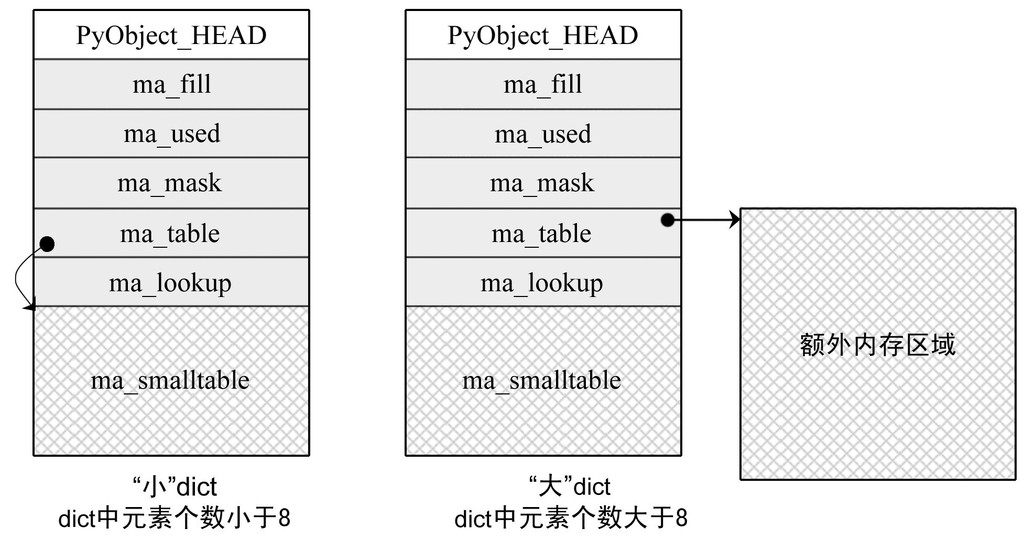 PyObject_HEAD
ma_fill
ma_used
ma_mask
ma_table
ma_lookup
ma_smalltable
“小”dict
dict中元素个数小于8
PyObject_HEAD
ma_fill
ma_used
ma_mask
ma_table
ma_lookup
ma_smalltable
“大”dict
dict中元素个数大于8
额外内存区域